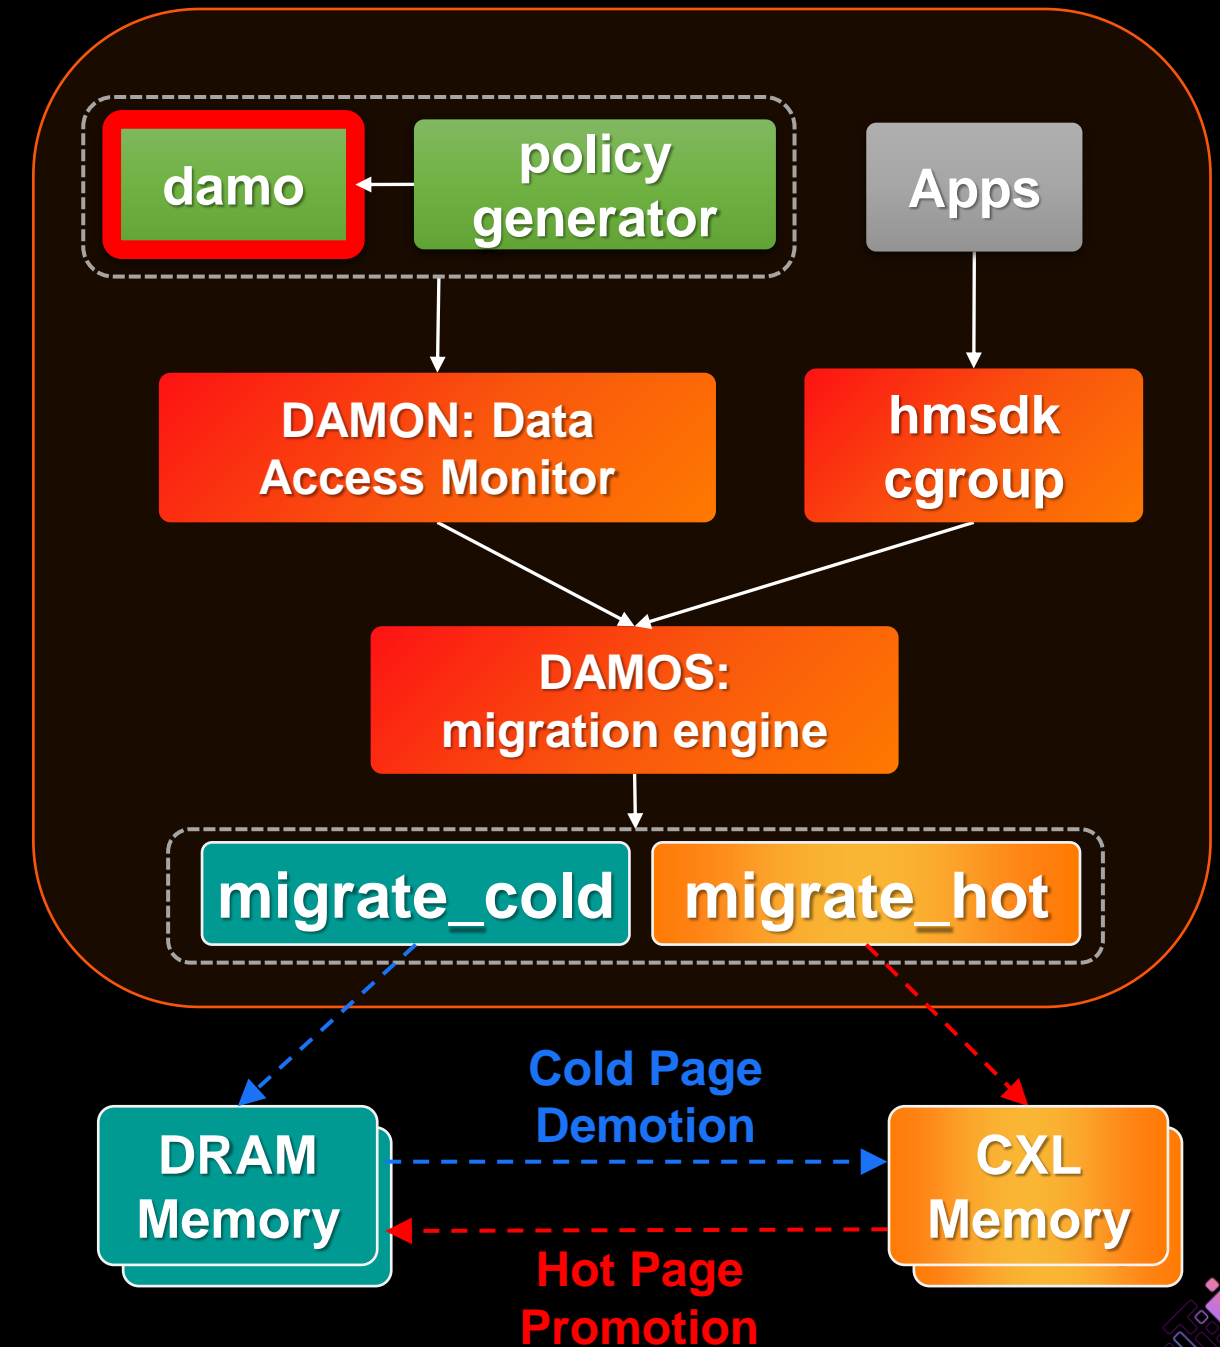 damo
policy
generator
Apps
DAMON: Data
Access Monitor
hmsdk
cgroup
DAMOS:
migration engine
migrate_cold
migrate_hot
Cold Page
Demotion
DRAM
Memory
CXL
Memory
Hot Page
Promotion